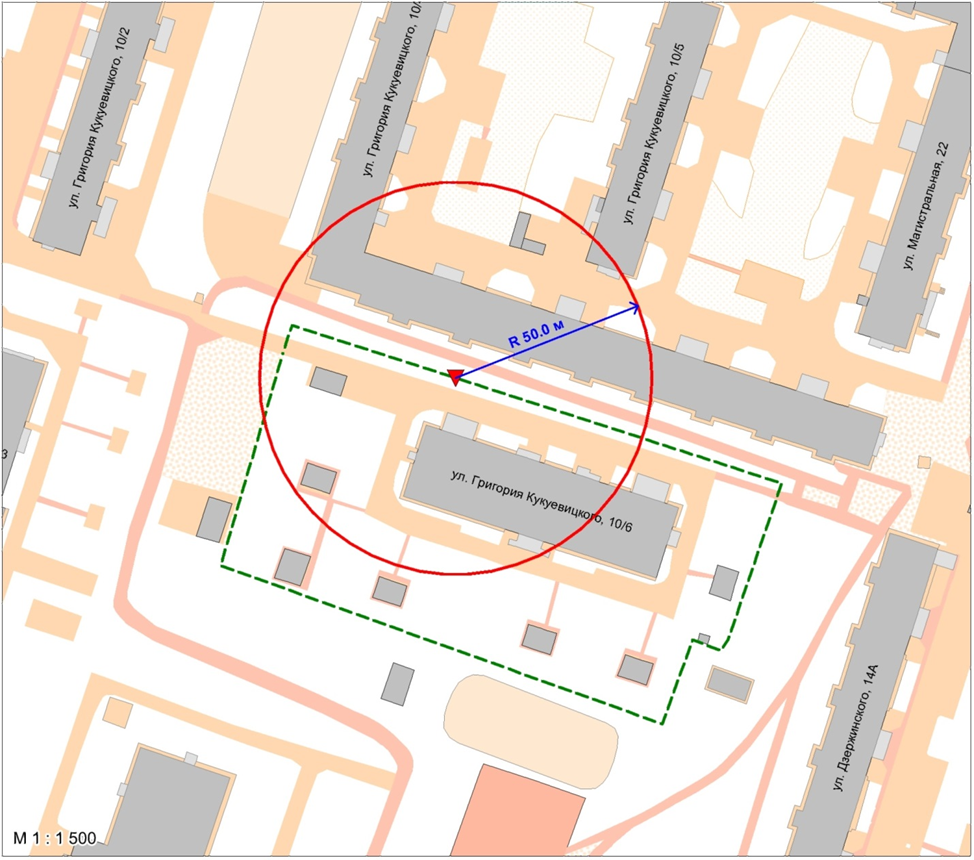 ул. Григория Кукуевицкого, 10/2
ул. Григория Кукуевицкого, 10/
ул. Григория Кукуевицкого, 10/5
ул. Магистральная, 22
R 50.0 м
3
ул. Григория Кукуевицкого, 10/6
ул. Дзержинского, 14А
М 1 : 1 500